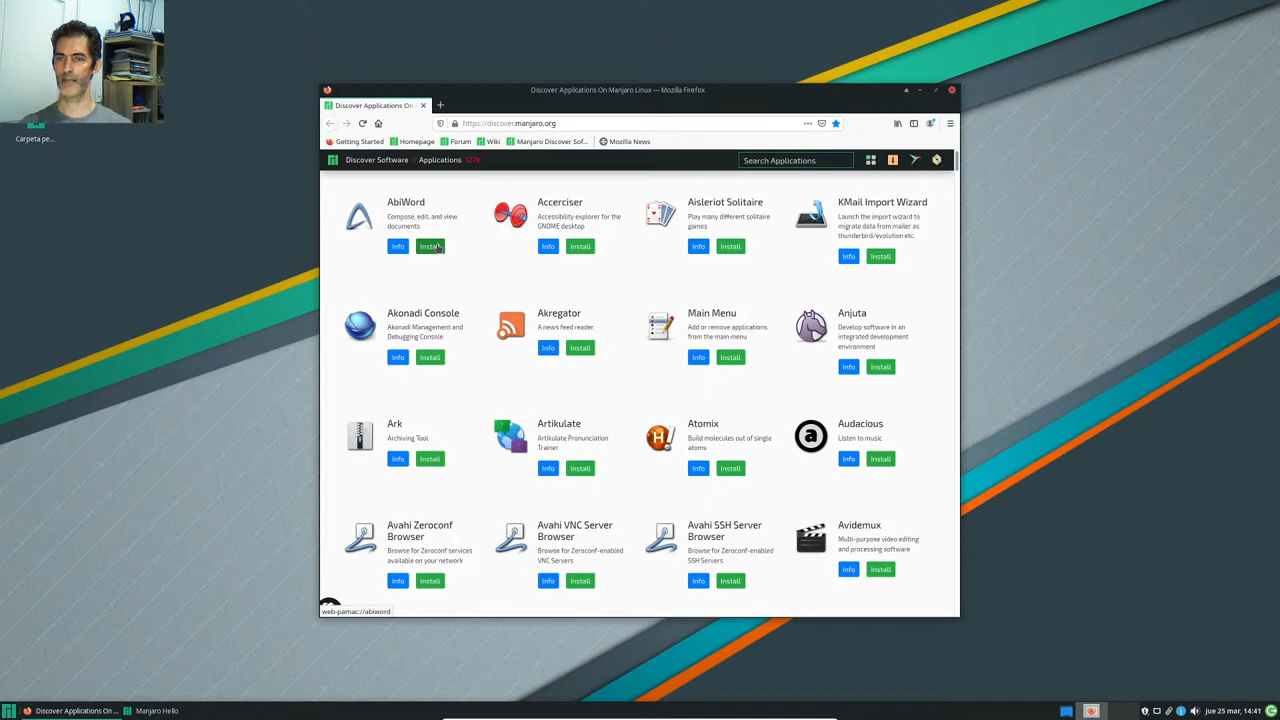 Discover Applications On Manjaro Linux — Mozilla Firefox
Discover Applications On
https://discover.manjaro.org
Getting Started
Homepage
Forum
Wiki
Manjaro Discover Sof...
Mozilla News
Discover Software // Applications 1219
Search Applications
AbiWord
Compose, edit, and view
documents
Info
Install
Accerciser
Accessibility explorer for the
GNOME desktop
Info
Install
Aisleriot Solitaire
Play many different solitaire
games
Info
Install
KMail Import Wizard
Launch the import wizard to
migrate data from mailer as
thunderbird/evolution etc.
Info
Install
Akonadi Console
Akonadi Management and
Debugging Console
Info
Install
Akregator
A news feed reader
Info
Install
Main Menu
Add or remove applications
from the main menu
Info
Install
Anjuta
Develop software in an
integrated development
environment
Info
Install
Ark
Archiving Tool
Info
Install
Artikulate
Artikulate Pronunciation
Trainer
Info
Install
Atomix
Build molecules out of single
atoms
Info
Install
Audacious
Listen to music
Info
Install
Avahi Zeroconf
Browser
Browse for Zeroconf services
available on your network
Info
Install
Avahi VNC Server
Browser
Browse for Zeroconf-enabled
VNC Servers
Info
Install
Avahi SSH Server
Browser
Browse for Zeroconf-enabled
SSH Servers
Info
Install
Avidemux
Multi-purpose video editing
and processing software
Info
Install
web-pamac://abiword
Carpeta pe...
Discover Applications On ...
Manjaro Hello
jue 25 mar, 14:41